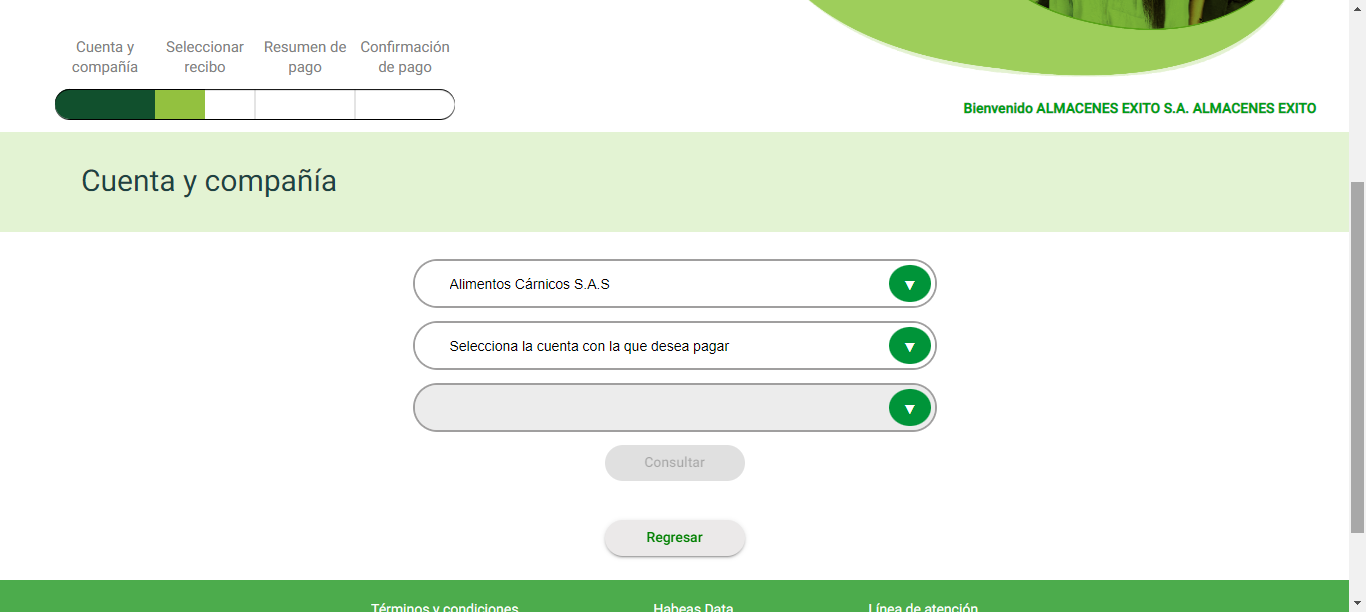 Cuenta y
compañía
Seleccionar
recibo
Resumen de
pago
Confirmación
de pago
Bienvenido ALMACENES EXITO S.A. ALMACENES EXITO
Cuenta y compañía
Alimentos Cárnicos S.A.S
Selecciona la cuenta con la que desea pagar
Consultar
Regresar
Términos y condiciones
Habeas Data
Línea de atención